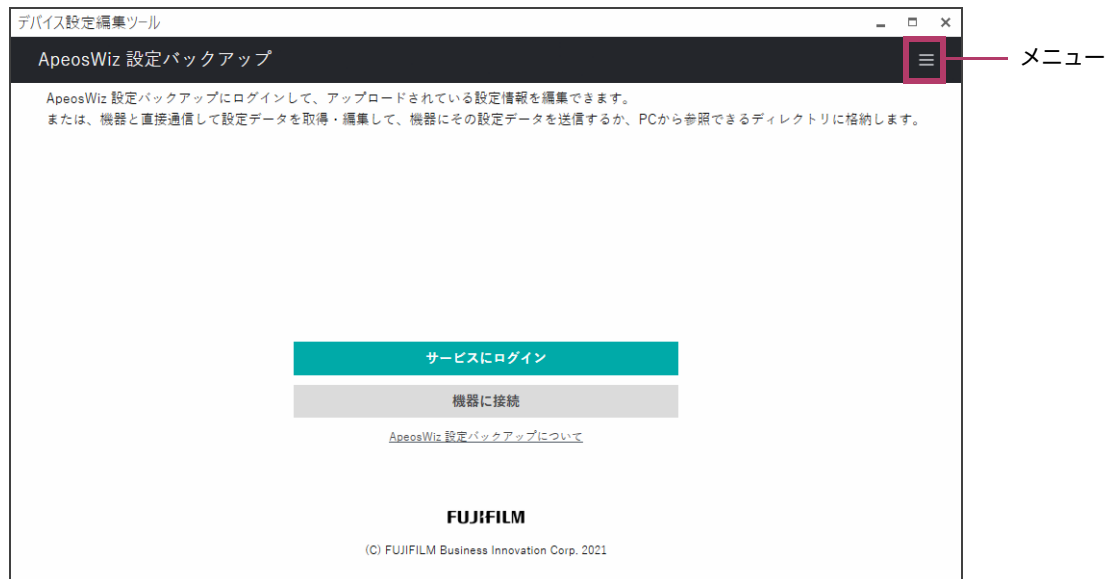 デバイス設定編集ツール
ApeosWiz 設定バックアップ
メニュー
ApeosWiz 設定バックアップにログインして、アップロードされている設定情報を編集できます。
または、機器と直接通信して設定データを取得・編集して、機器にその設定データを送信するか、PCから参照できるディレクトリに格納します。
サービスにログイン
機器に接続
ApeosWiz 設定バックアップについて
FUJIFILM
(C) FUJIFILM Business Innovation Corp. 2021